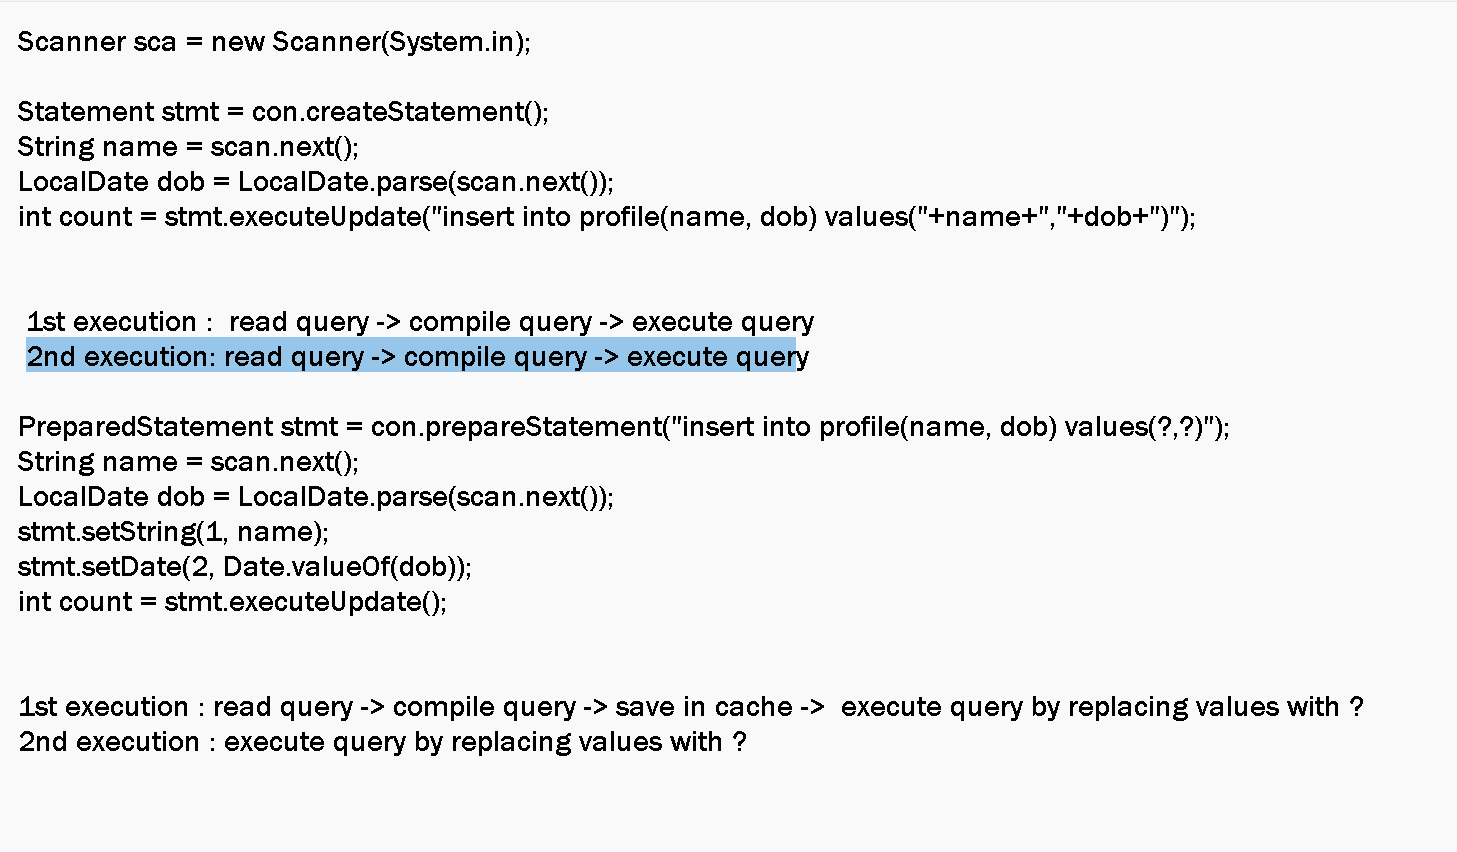 Scanner sca = new Scanner(System.in);
Statement stmt = con.createStatement();
String name = scan.next();
LocalDate dob = LocalDate.parse(scan.next());
int count = stmt.executeUpdate("insert into profile(name, dob) values("+name+","+dob+")");
1st execution :  read query -> compile query -> execute query
2nd execution: read query -> compile query -> execute query
PreparedStatement stmt = con.prepareStatement("insert into profile(name, dob) values(?,?)");
String name = scan.next();
LocalDate dob = LocalDate.parse(scan.next());
stmt.setString(1, name);
stmt.setDate(2, Date.valueOf(dob));
int count = stmt.executeUpdate();
1st execution : read query -> compile query -> save in cache ->  execute query by replacing values with ?
2nd execution : execute query by replacing values with ?